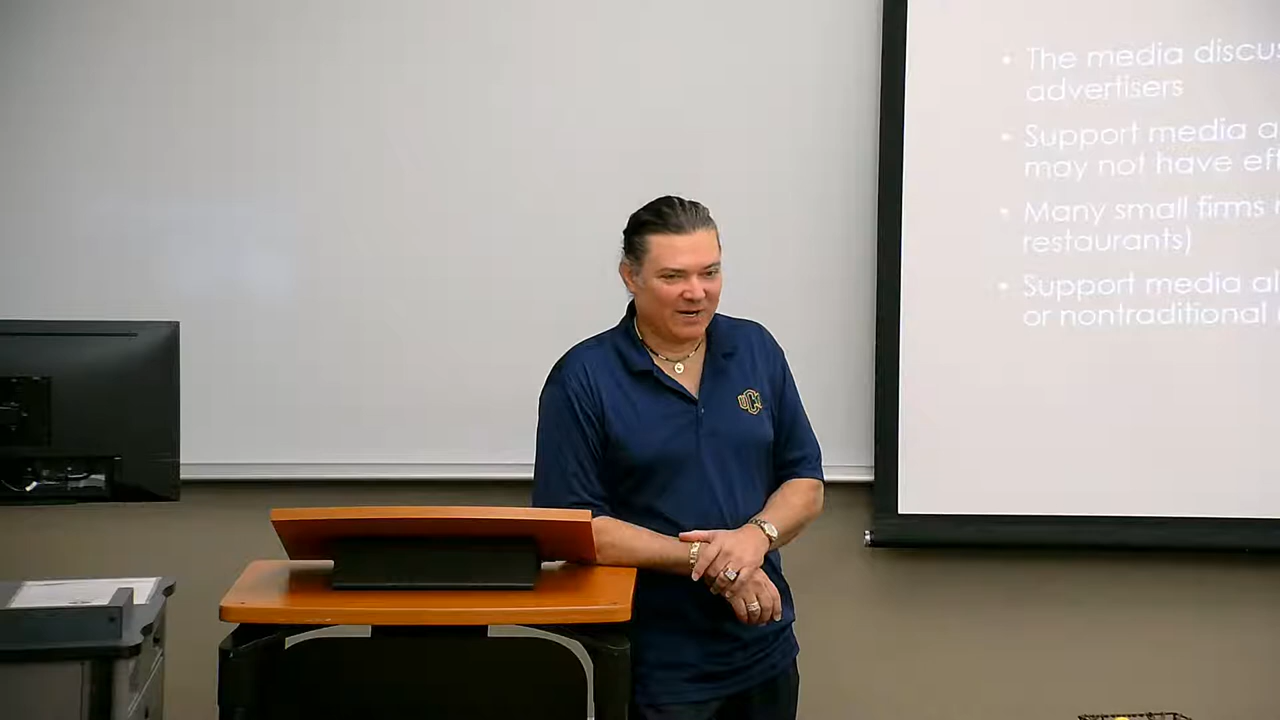 UCO
• The media discus
advertisers
• Support media a
may not have eff
• Many small firms
restaurants)
• Support media al
or nontraditional